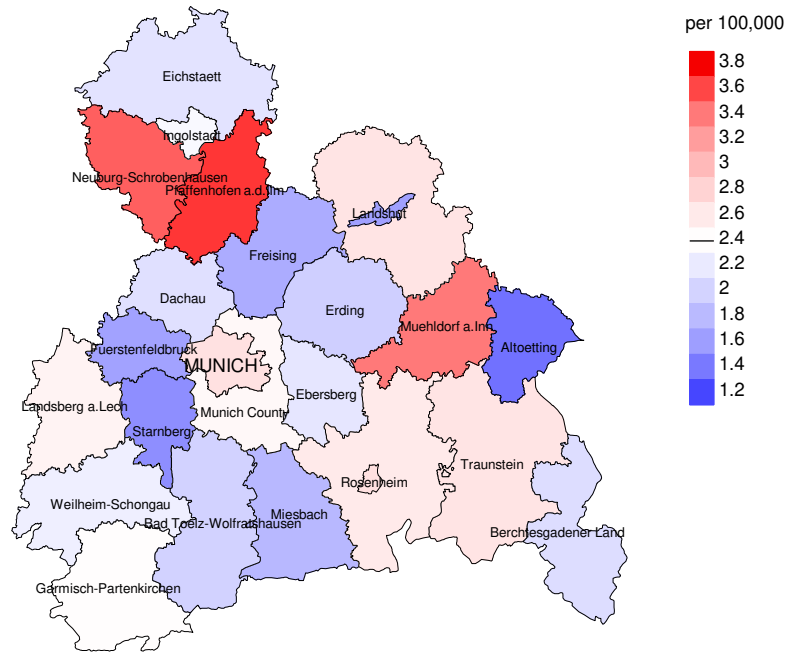 per 100,000
3.8
3.6
3.4
3.2
3
2.8
2.6
2.4
2.2
2
1.8
1.6
1.4
1.2
Eichstaett
Ingolstadt
Neuburg-Schrobenhausen
Pfaffenhofen a.d.Ilm
Landshut
Freising
Dachau
Erding
Muehldorf a.Inn
Altoetting
Fuerstenfeldbruck
MUNICH
Ebersberg
Landsberg a.Lech
Munich County
Starnberg
Traunstein
Rosenheim
Weilheim-Schongau
Miesbach
Bad Toelz-Wolfratshausen
Berchtesgadener Land
Garmisch-Partenkirchen